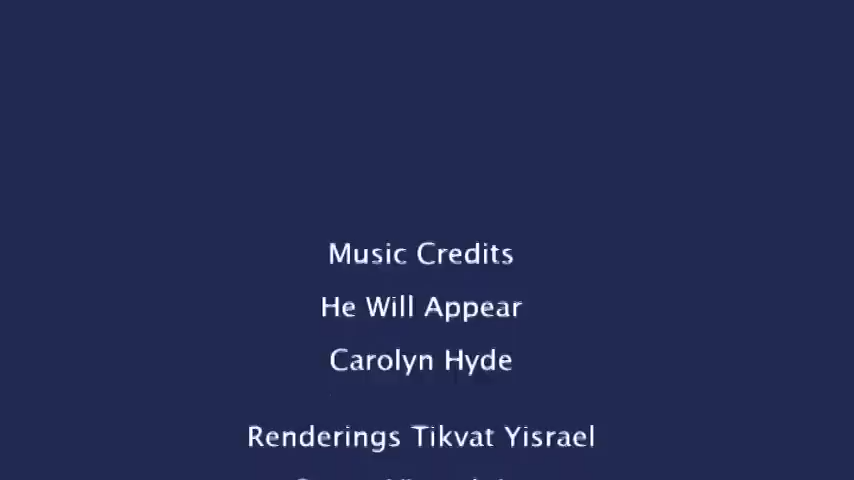 Music Credits
He Will Appear
Carolyn Hyde
Renderings Tikvat Yisrael